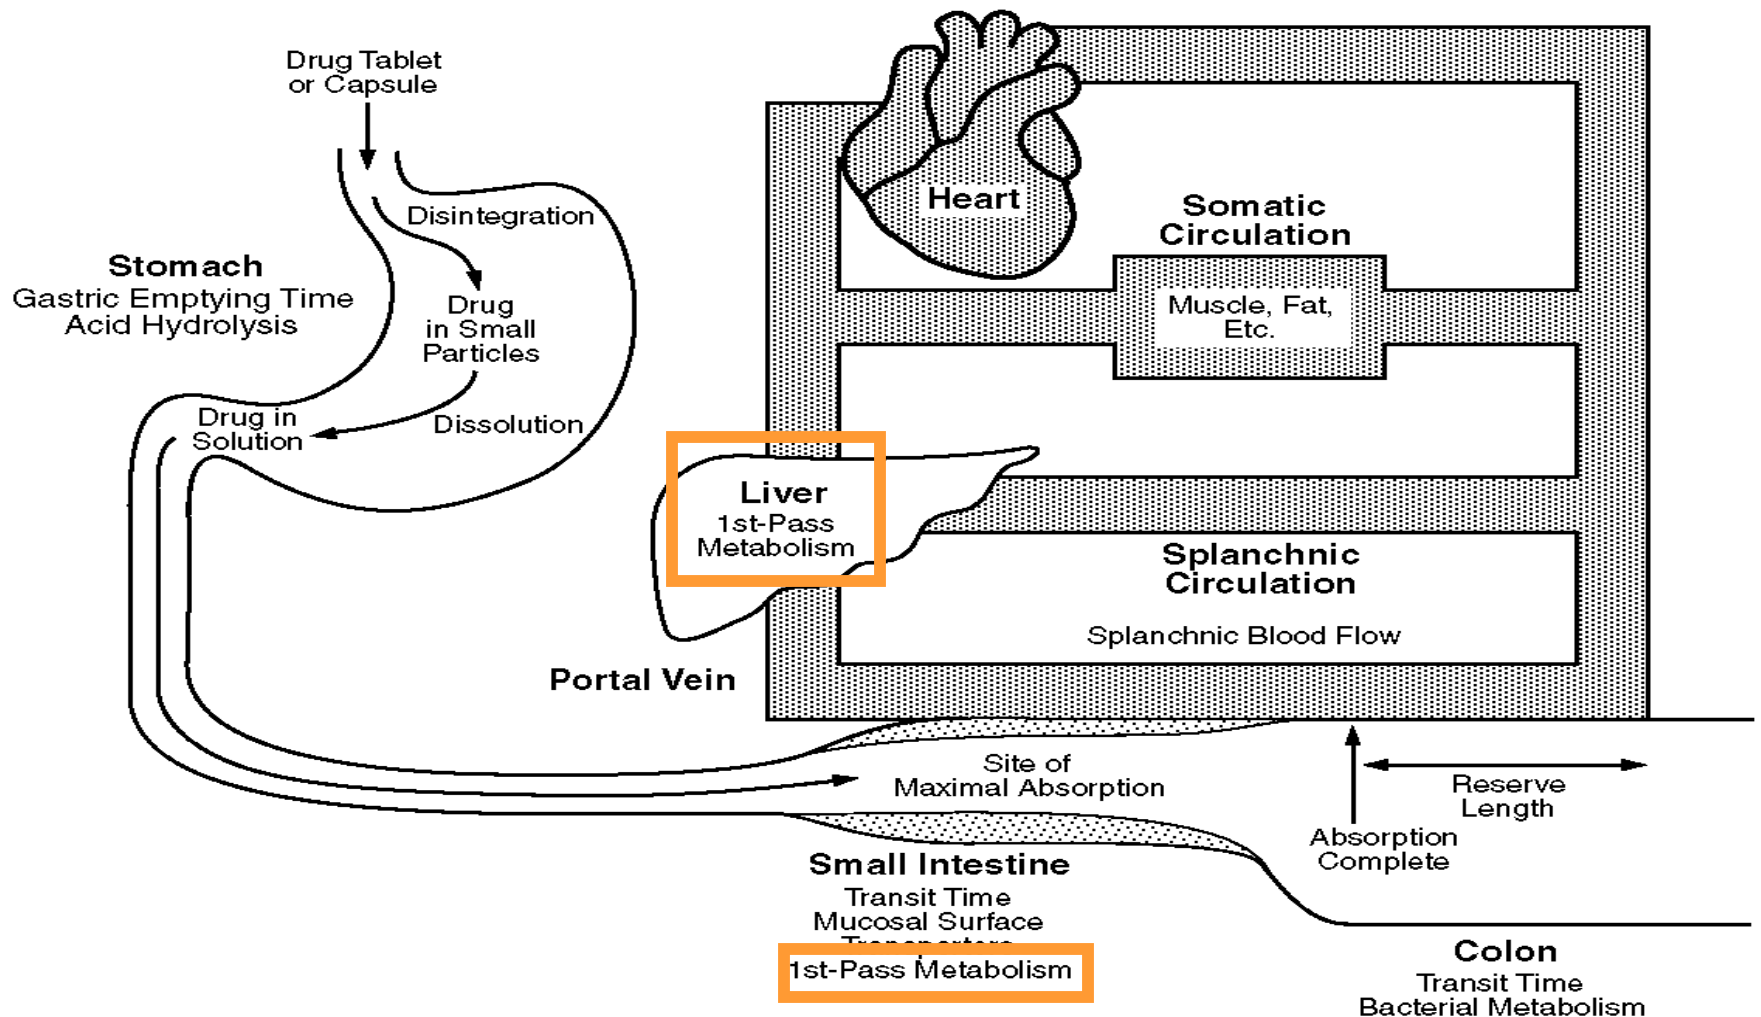 Drug Tablet
or Capsule
Disintegration
Stomach
Gastric Emptying Time
Acid Hydrolysis
Drug
in Small
Particles
Drug in
Solution
Dissolution
Heart
Somatic
Circulation
Muscle, Fat,
Etc.
Liver
1st-Pass
Metabolism
Splanchnic
Circulation
Splanchnic Blood Flow
Portal Vein
Site of
Maximal Absorption
Reserve
Length
Absorption
Complete
Small Intestine
Transit Time
Mucosal Surface
Transporters
1st-Pass Metabolism
Colon
Transit Time
Bacterial Metabolism